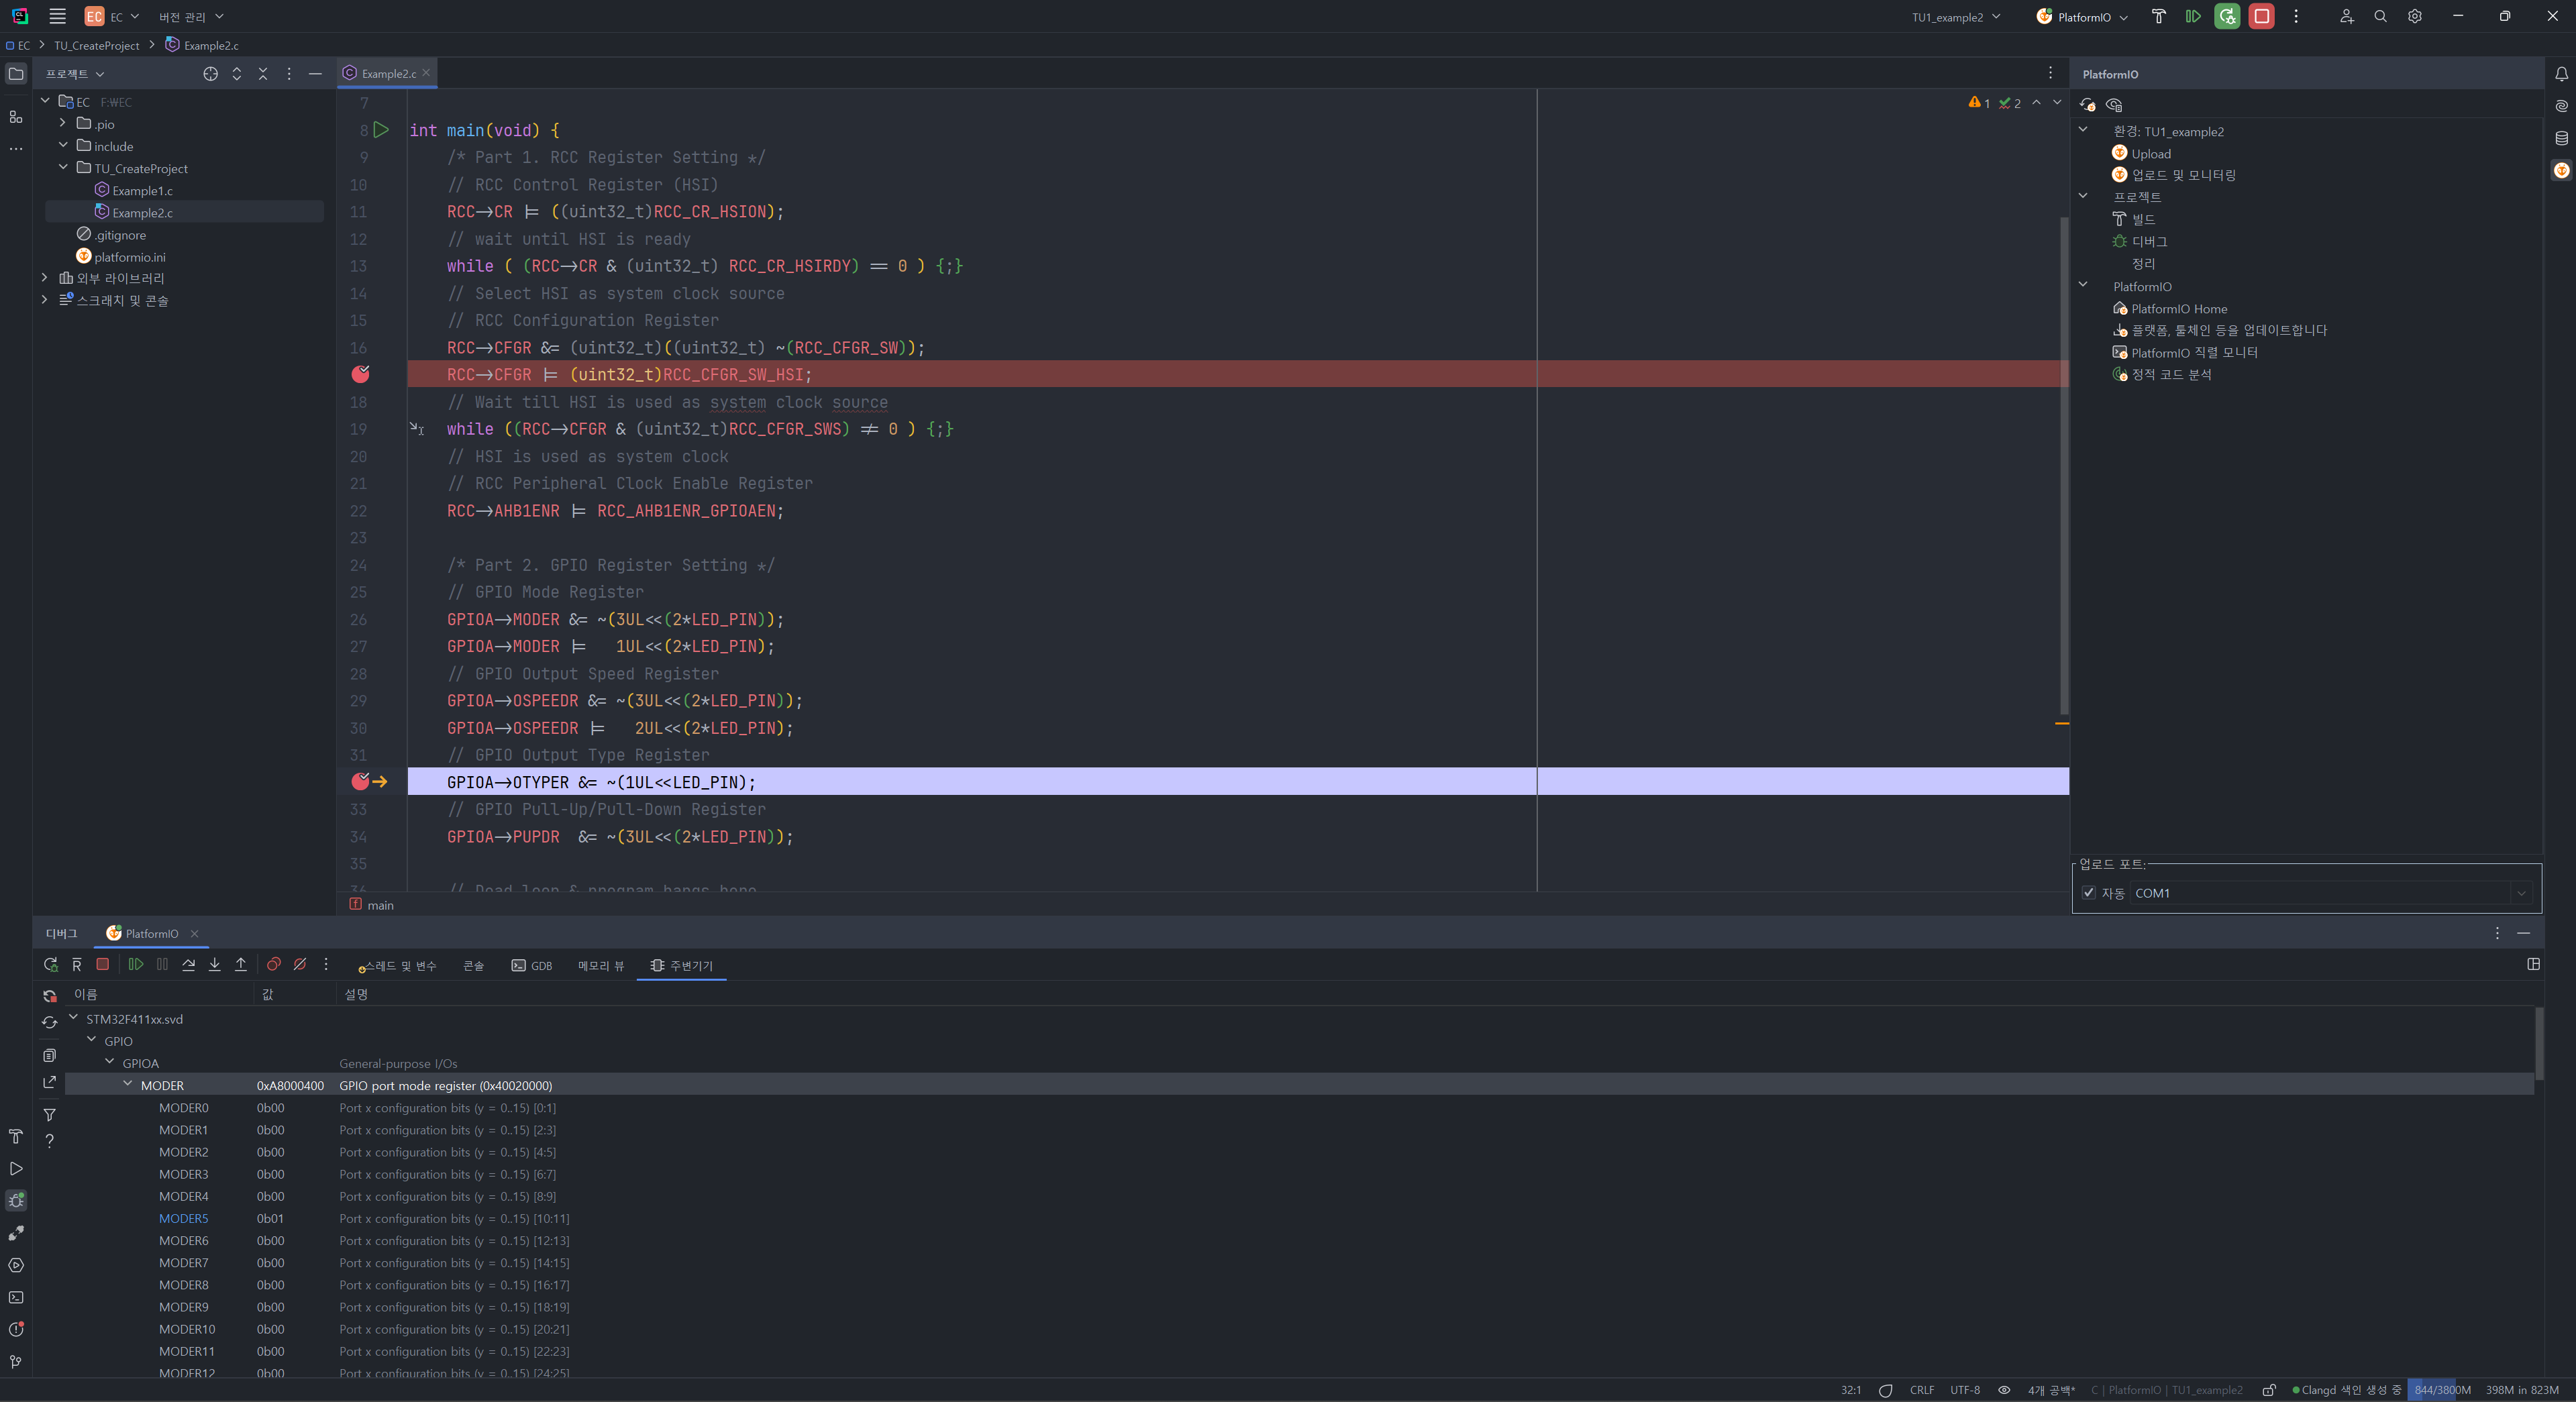 EC EC 버전 관리 TU1_example2 PlatformIO
EC TU_CreateProject Example2.c
프로젝트
EC F:₩EC
.pio
include
TU_CreateProject
Example1.c
Example2.c
.gitignore
platformio.ini
외부 라이브러리
스크래치 및 콘솔
Example2.c
1 2
7
8 int main(void) {
9 /* Part 1. RCC Register Setting */
10 // RCC Control Register (HSI)
11 RCC->CR |= ((uint32_t)RCC_CR_HSION);
12 // wait until HSI is ready
13 while ( (RCC->CR & (uint32_t) RCC_CR_HSIRDY) == 0 ) {;}
14 // Select HSI as system clock source
15 // RCC Configuration Register
16 RCC->CFGR &= (uint32_t)((uint32_t) ~(RCC_CFGR_SW));
RCC->CFGR |= (uint32_t)RCC_CFGR_SW_HSI;
18 // Wait till HSI is used as system clock source
19 while ((RCC->CFGR & (uint32_t)RCC_CFGR_SWS) != 0 ) {;}
20 // HSI is used as system clock
21 // RCC Peripheral Clock Enable Register
22 RCC->AHB1ENR |= RCC_AHB1ENR_GPIOAEN;
23
24 /* Part 2. GPIO Register Setting */
25 // GPIO Mode Register
26 GPIOA->MODER &= ~(3UL<<(2*LED_PIN));
27 GPIOA->MODER |= 1UL<<(2*LED_PIN);
28 // GPIO Output Speed Register
29 GPIOA->OSPEEDR &= ~(3UL<<(2*LED_PIN));
30 GPIOA->OSPEEDR |= 2UL<<(2*LED_PIN);
31 // GPIO Output Type Register
GPIOA->OTYPER &= ~(1UL<<LED_PIN);
33 // GPIO Pull-Up/Pull-Down Register
34 GPIOA->PUPDR &= ~(3UL<<(2*LED_PIN));
35
36 // Dead loop & program hangs here
main
PlatformIO
환경: TU1_example2
Upload
업로드 및 모니터링
프로젝트
빌드
디버그
정리
PlatformIO
PlatformIO Home
플랫폼, 툴체인 등을 업데이트합니다
PlatformIO 직렬 모니터
정적 코드 분석
업로드 포트:
자동 COM1
디버그 PlatformIO
스레드 및 변수 콘솔 GDB 메모리 뷰 주변기기
이름 값 설명
STM32F411xx.svd
GPIO
GPIOA General-purpose I/Os
MODER 0xA8000400 GPIO port mode register (0x40020000)
MODER0 0b00 Port x configuration bits (y = 0..15) [0:1]
MODER1 0b00 Port x configuration bits (y = 0..15) [2:3]
MODER2 0b00 Port x configuration bits (y = 0..15) [4:5]
MODER3 0b00 Port x configuration bits (y = 0..15) [6:7]
MODER4 0b00 Port x configuration bits (y = 0..15) [8:9]
MODER5 0b01 Port x configuration bits (y = 0..15) [10:11]
MODER6 0b00 Port x configuration bits (y = 0..15) [12:13]
MODER7 0b00 Port x configuration bits (y = 0..15) [14:15]
MODER8 0b00 Port x configuration bits (y = 0..15) [16:17]
MODER9 0b00 Port x configuration bits (y = 0..15) [18:19]
MODER10 0b00 Port x configuration bits (y = 0..15) [20:21]
MODER11 0b00 Port x configuration bits (y = 0..15) [22:23]
MODER12 0b00 Port x configuration bits (y = 0..15) [24:25]
32:1 CRLF UTF-8 4개 공백* C | PlatformIO | TU1_example2 Clangd 색인 생성 중 844/3800M 398M in 823M